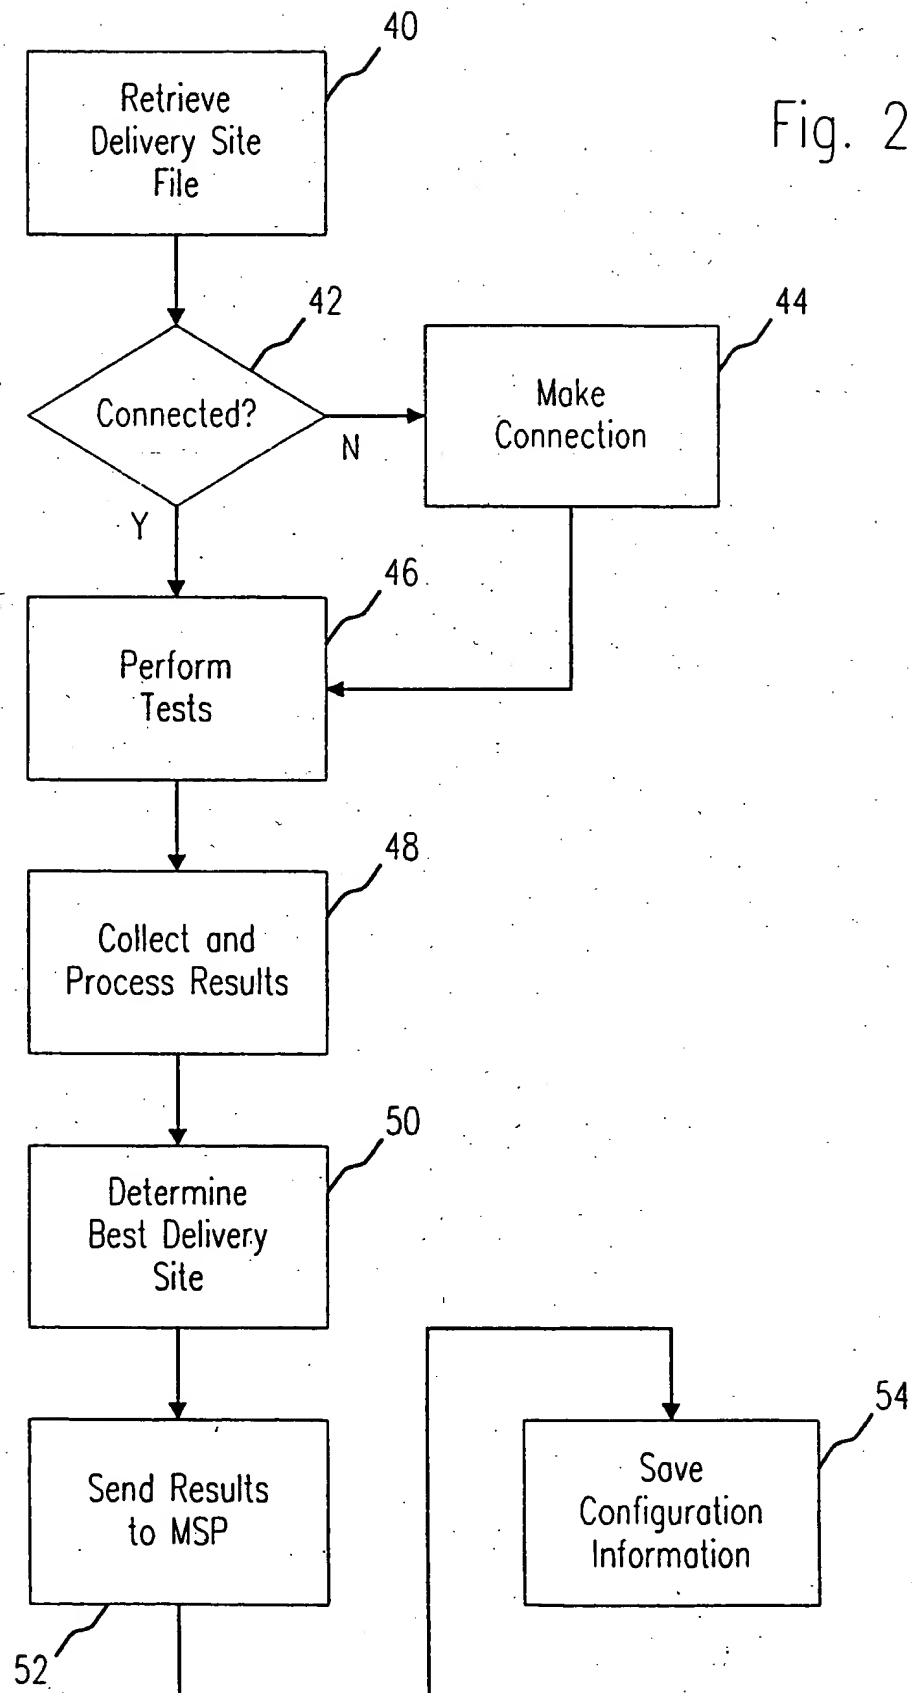 40
Retrieve
Delivery Site
File
Fig. 2
42
Connected?
N
Y
44
Make
Connection
46
Perform
Tests
48
Collect and
Process Results
50
Determine
Best Delivery
Site
Send Results
to MSP
52
54
Save
Configuration
Information